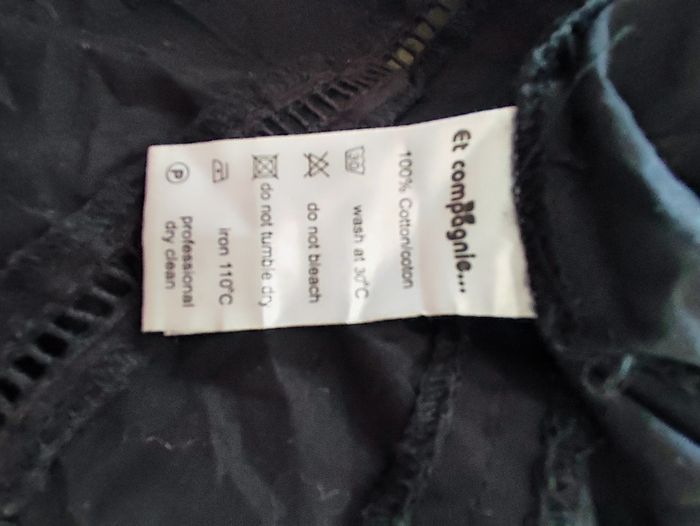 Et compagnie...
100% Cotton/coton
30
wash at 30°C
do not bleach
do not tumble dry
iron 110°C
P
professional
dry clean